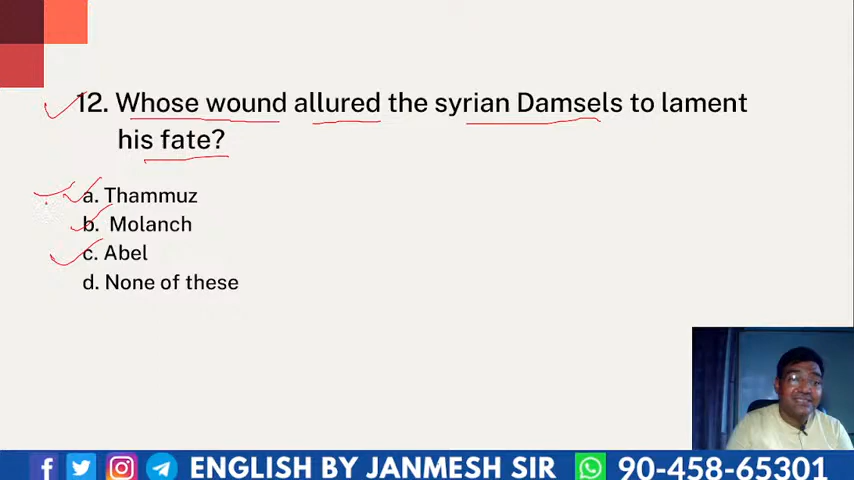 12. Whose wound allured the syrian Damsels to lament
his fate?
a. Thammuz
b. Molanch
c. Abel
d. None of these
ENGLISH BY JANMESH SIR 90-458-65301